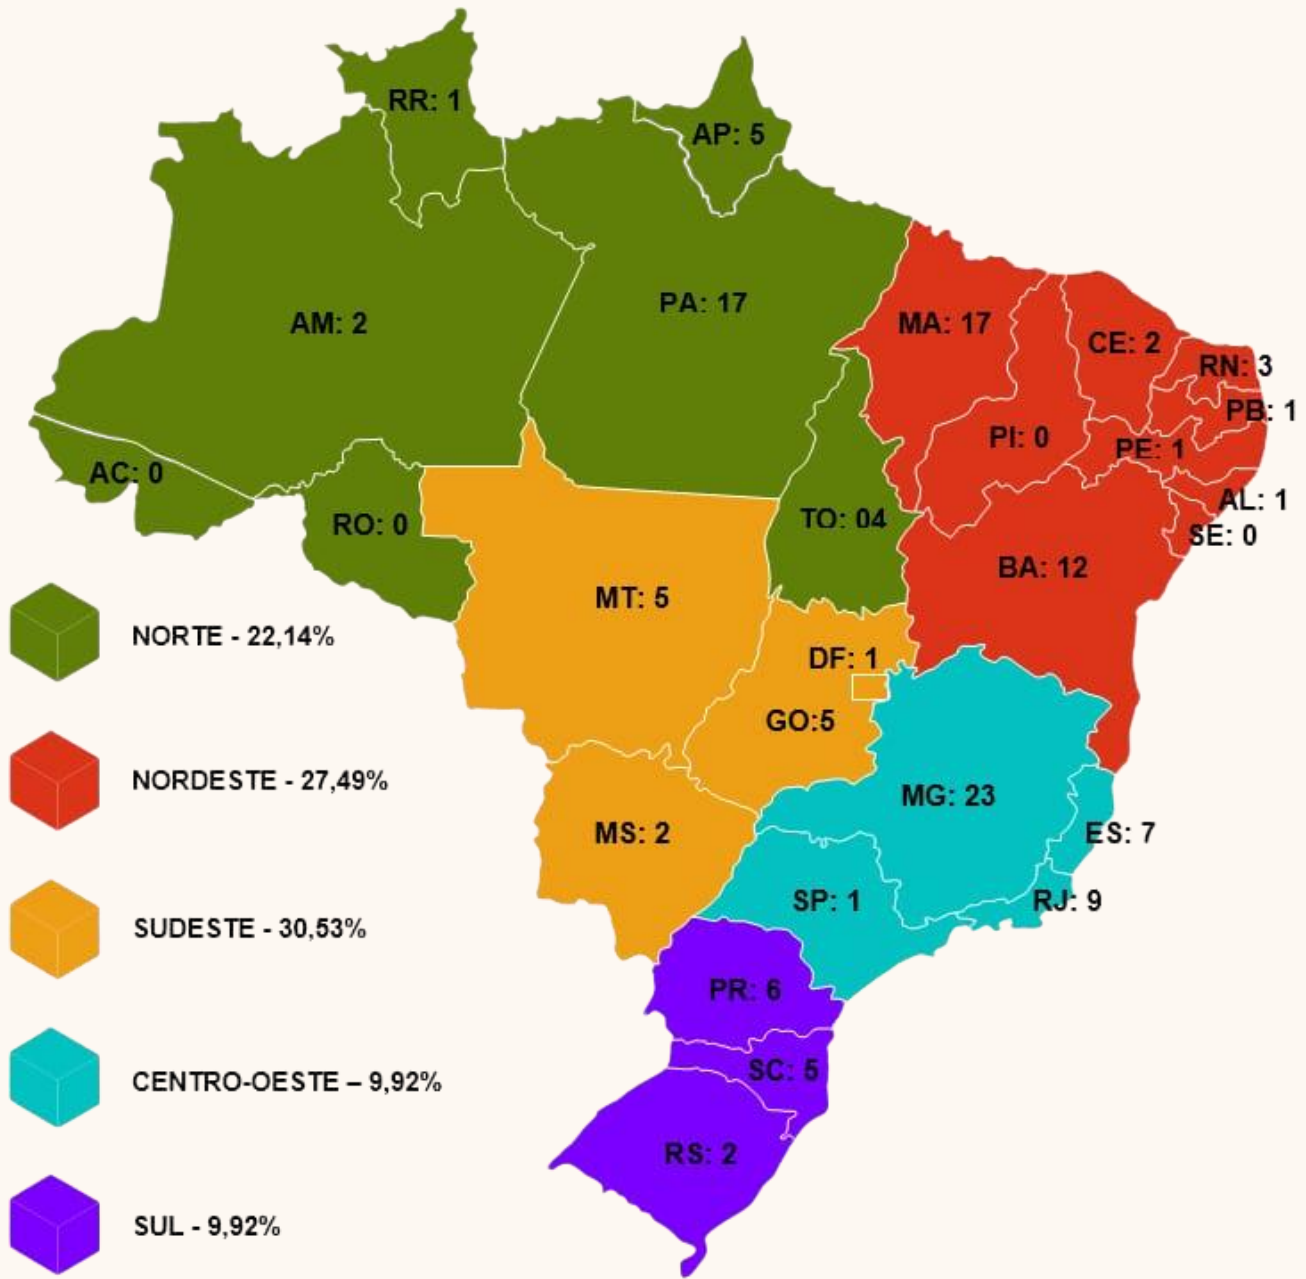 RR: 1
AP: 5
AM: 2
PA: 17
MA: 17
CE: 2
RN: 3
PB: 1
PI: 0
PE: 1
AC: 0
AL: 1
RO: 0
TO: 04
SE: 0
BA: 12
MT: 5
NORTE - 22,14%
DF: 1
GO:5
NORDESTE - 27,49%
MG: 23
MS: 2
ES: 7
SP: 1
RJ: 9
SUDESTE - 30,53%
PR: 6
SC: 5
CENTRO-OESTE – 9,92%
RS: 2
SUL - 9,92%